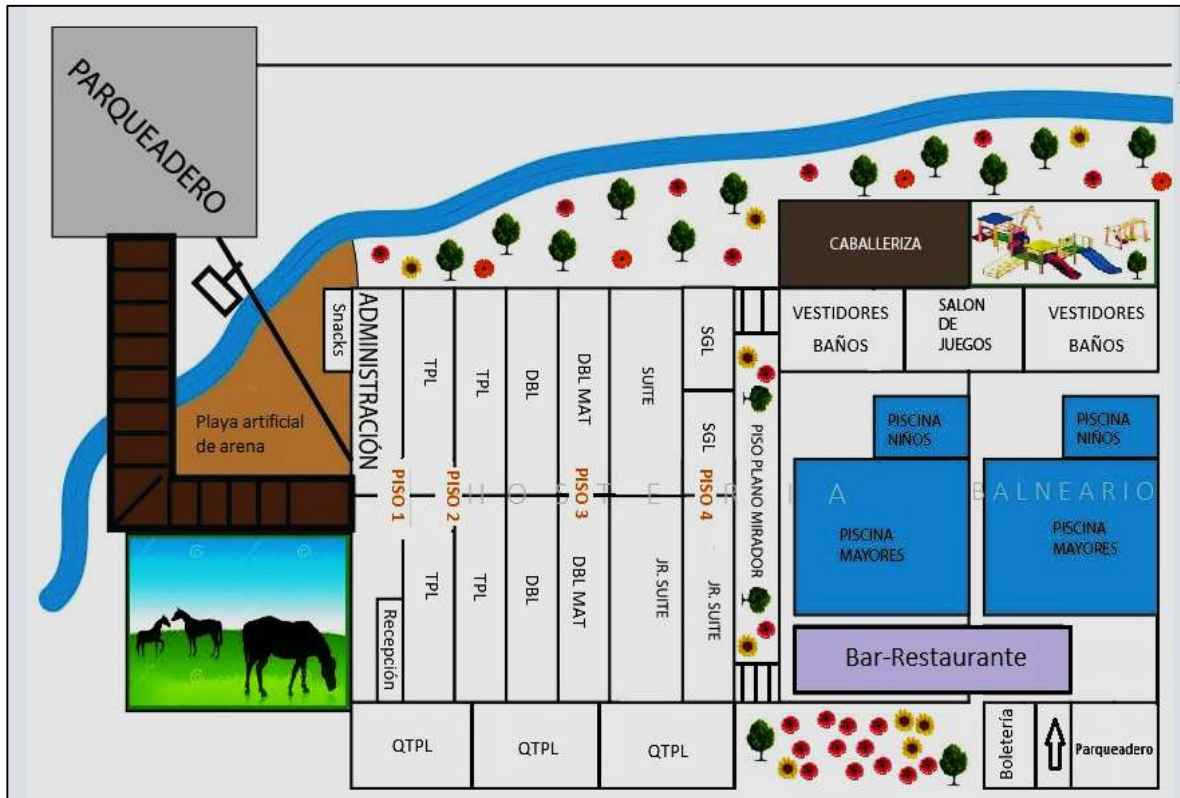 PARQUEADERO
CABALLERIZA
Snacks
ADMINISTRACIÓN
TPL
TPL
DBL
DBL MAT
SUITE
SGL
SGL
VESTIDORES
BAÑOS
SALON
DE
JUEGOS
VESTIDORES
BAÑOS
Playa artificial
de arena
PISCINA
NIÑOS
PISCINA
NIÑOS
PISO 1
PISO 2
PISO 3
PISO 4
PISO PLANO MIRADOR
HOSTERIA
BALNEARIO
PISCINA
MAYORES
PISCINA
MAYORES
Recepción
TPL
TPL
DBL
DBL MAT
JR. SUITE
JR. SUITE
Bar-Restaurante
QTPL
QTPL
QTPL
Boletería
Parqueadero